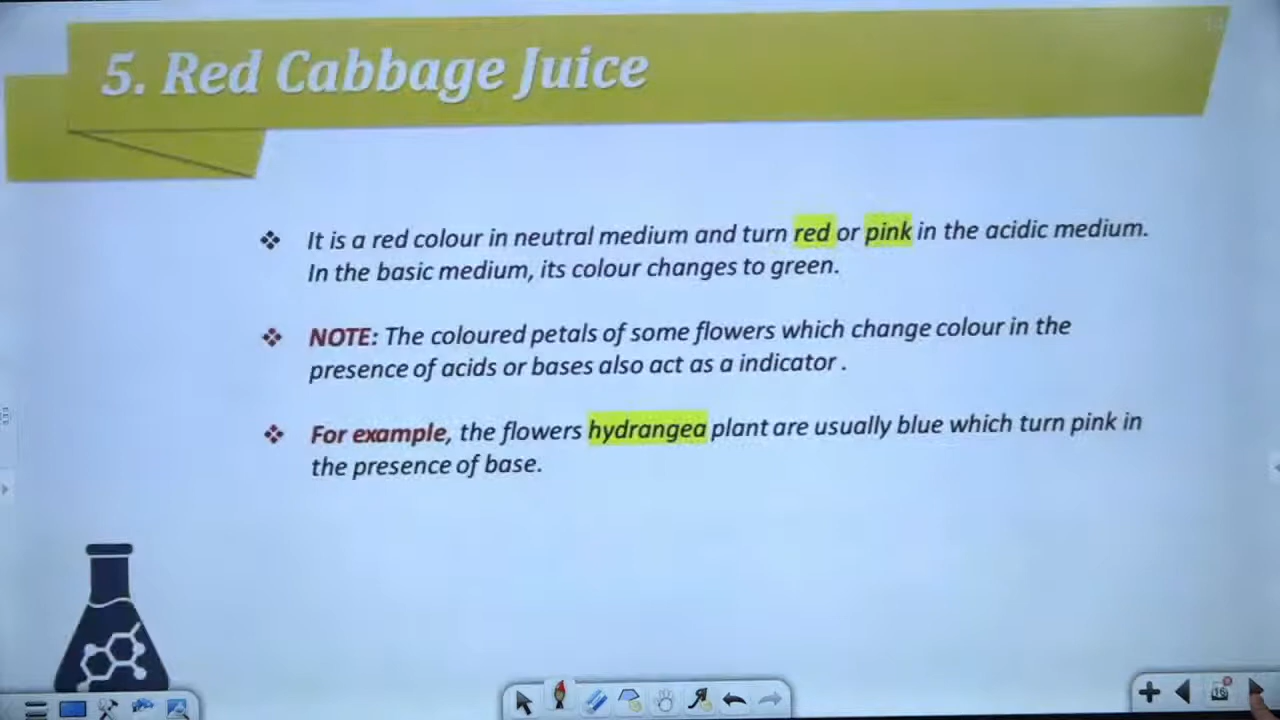 5. Red Cabbage Juice
It is a red colour in neutral medium and turn red or pink in the acidic medium.
In the basic medium, its colour changes to green.
NOTE: The coloured petals of some flowers which change colour in the
presence of acids or bases also act as a indicator .
For example, the flowers hydrangea plant are usually blue which turn pink in
the presence of base.